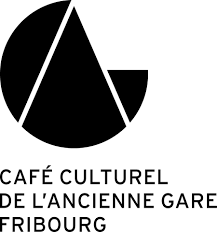 CAFÉ CULTUREL
DE L'ANCIENNE GARE
FRIBOURG